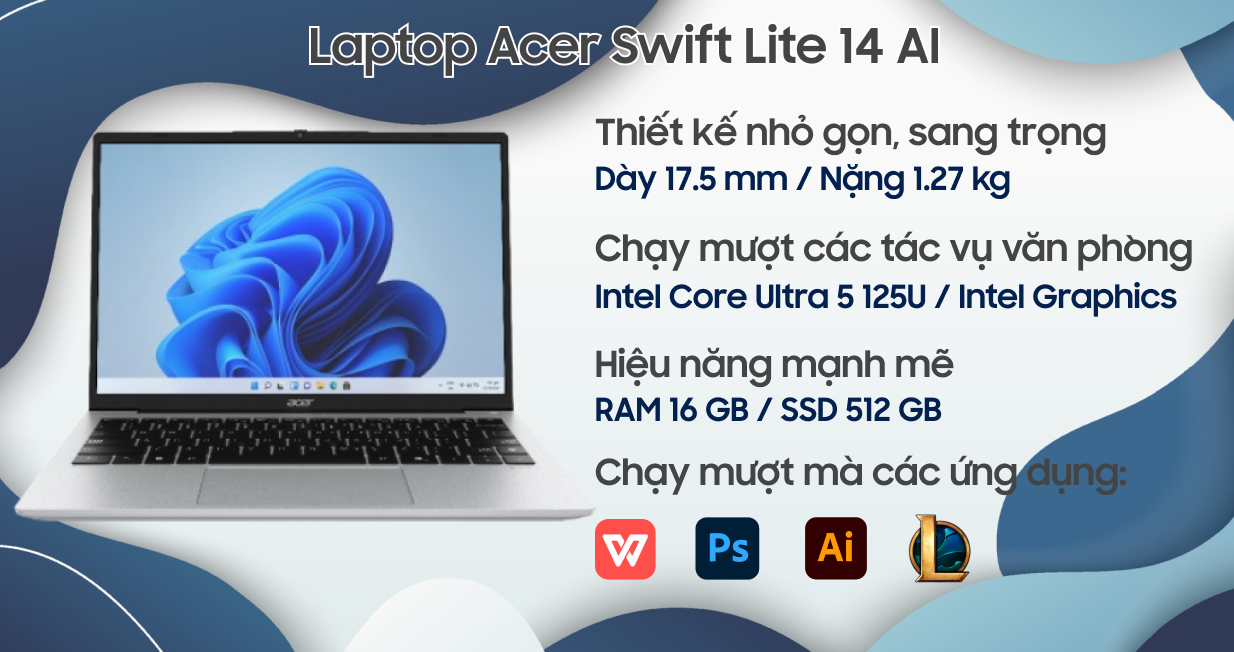 Laptop Acer Swift Lite 14 AI
Thiết kế nhỏ gọn, sang trọng
Dày 17.5 mm / Nặng 1.27 kg
Chạy mượt các tác vụ văn phòng
Intel Core Ultra 5 125U / Intel Graphics
Hiệu năng mạnh mẽ
RAM 16 GB / SSD 512 GB
Chạy mượt mà các ứng dụng:
W Ps Ai L
acer